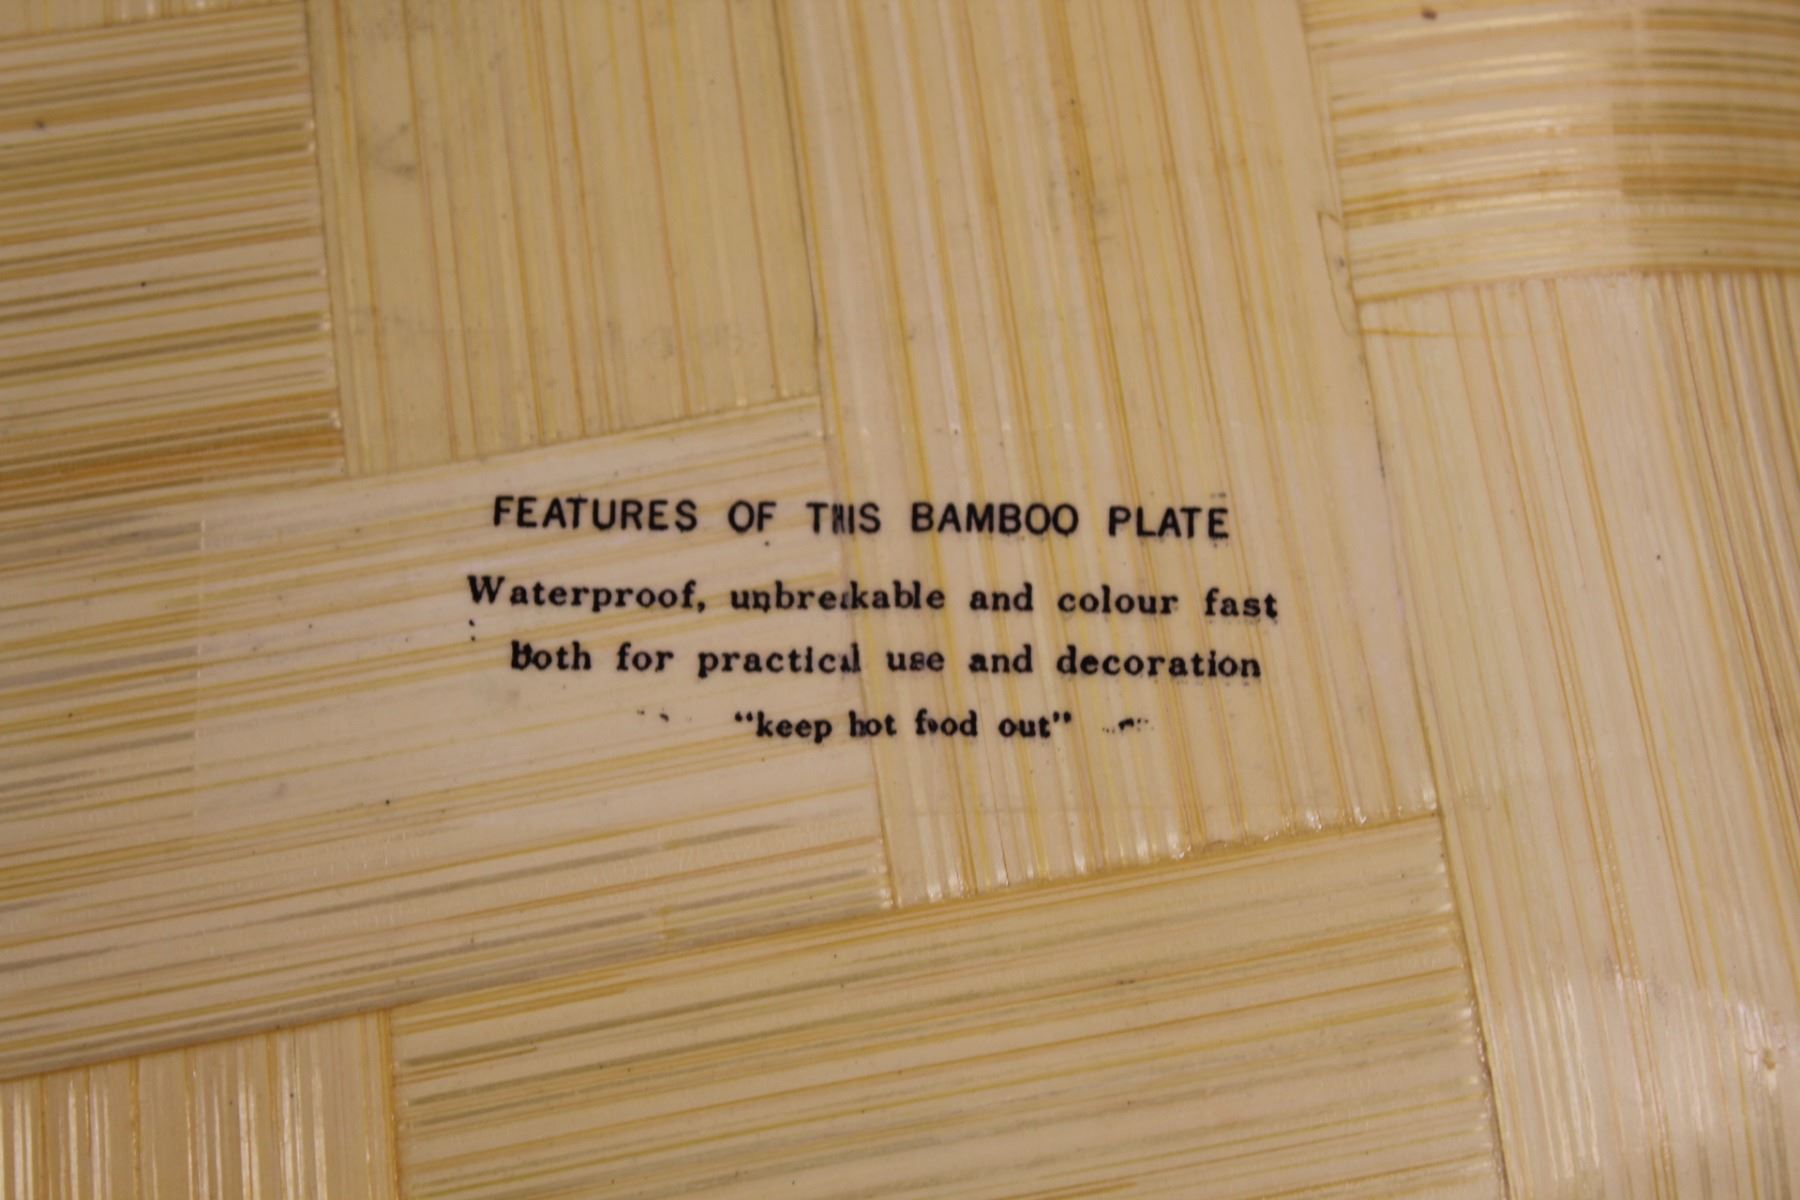 FEATURES OF THIS BAMBOO PLATE
Waterproof, unbreakable and colour fast
both for practical use and decoration
“keep hot food out”